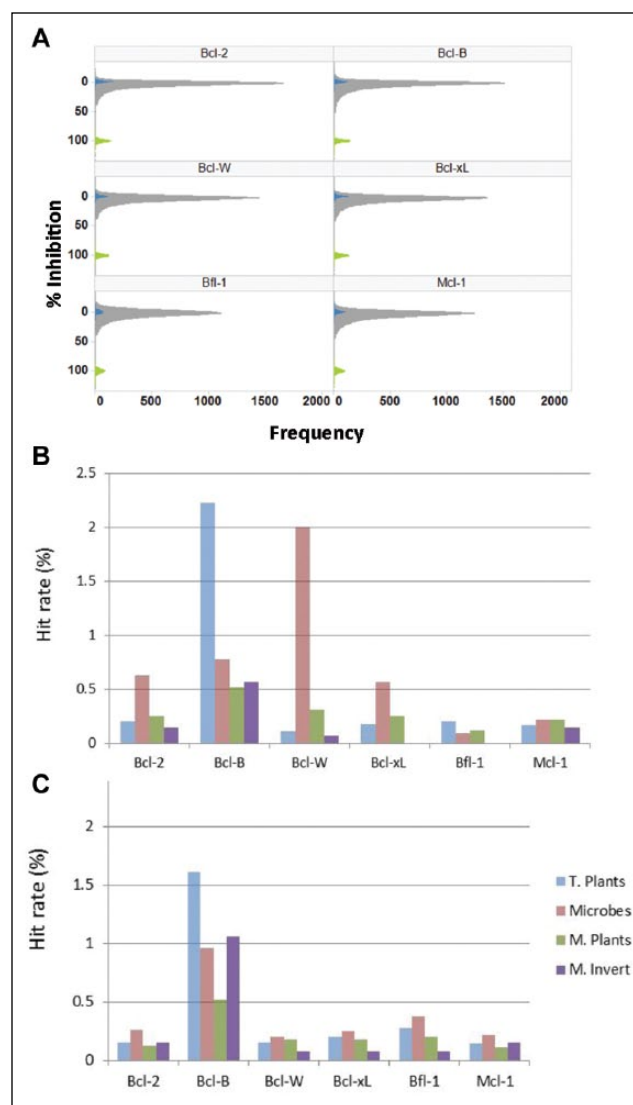 A
Bcl-2 Bcl-B
0
50
100
Bcl-W Bcl-xL
0
50
100
Bfl-1 Mcl-1
0
50
100
% Inhibition
0 500 1000 1500 2000 0 500 1000 1500 2000
Frequency
B
2.5
2
1.5
1
0.5
0
Hit rate (%)
Bcl-2 Bcl-B Bcl-W Bcl-xL Bfl-1 Mcl-1
C
2
1.5
1
0.5
0
Hit rate (%)
Bcl-2 Bcl-B Bcl-W Bcl-xL Bfl-1 Mcl-1
T. Plants
Microbes
M. Plants
M. Invert